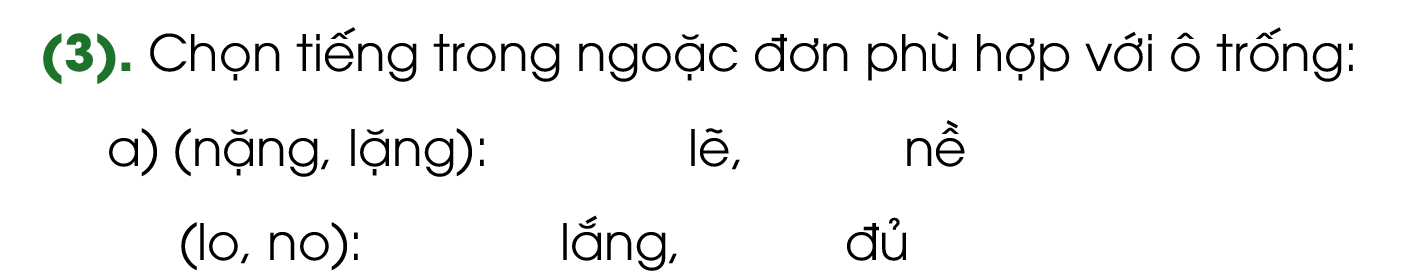 (3). Chọn tiếng trong ngoặc đơn phù hợp với ô trống:
a) (nặng, lặng): lẽ, nề
(lo, no): lắng, đủ